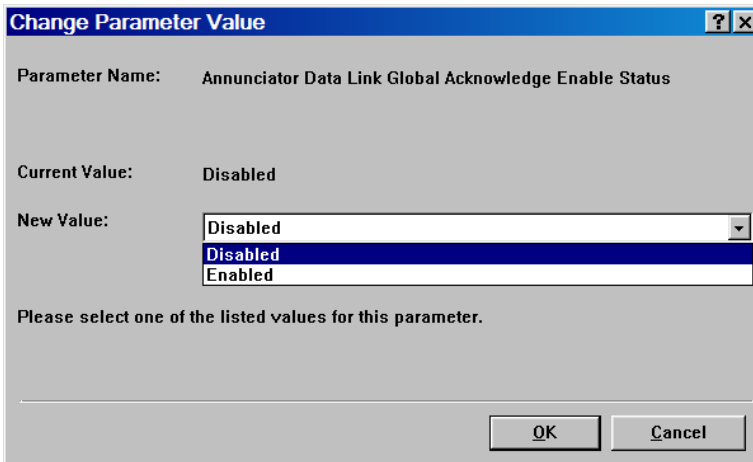 Change Parameter Value
Parameter Name: Annunciator Data Link Global Acknowledge Enable Status
Current Value: Disabled
New Value: Disabled
Disabled
Enabled
Please select one of the listed values for this parameter.
OK Cancel